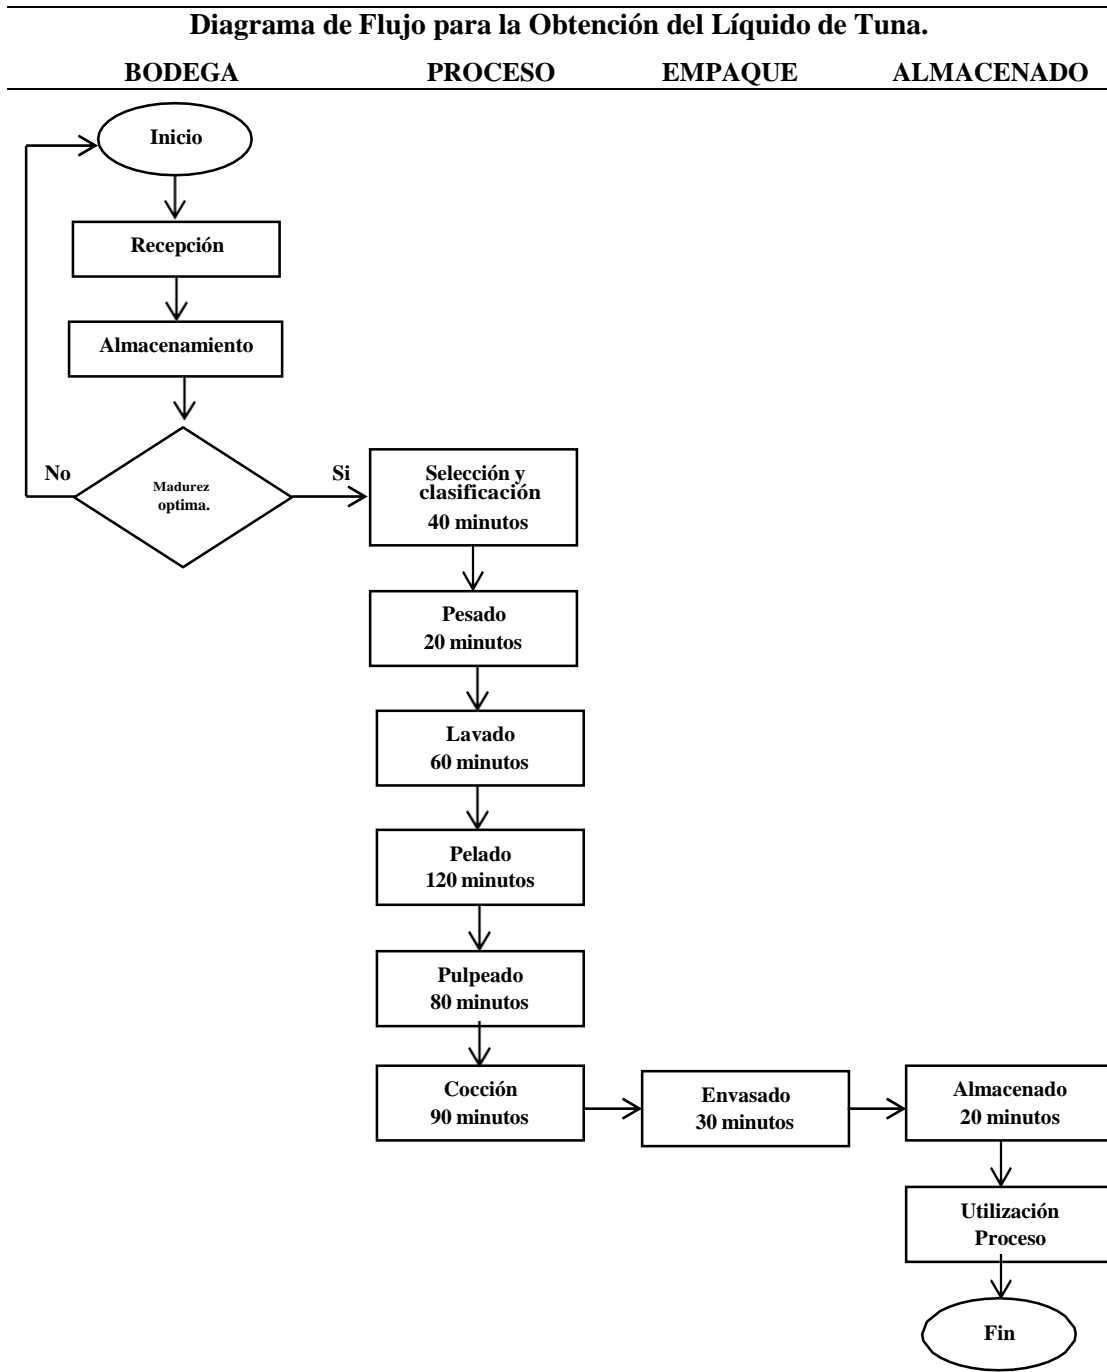 Diagrama de Flujo para la Obtención del Líquido de Tuna.
BODEGA PROCESO EMPAQUE ALMACENADO
Inicio
Recepción
Almacenamiento
No
Madurez
optima.
Si
Selección y
clasificación
40 minutos
Pesado
20 minutos
Lavado
60 minutos
Pelado
120 minutos
Pulpeado
80 minutos
Cocción
90 minutos
Envasado
30 minutos
Almacenado
20 minutos
Utilización
Proceso
Fin